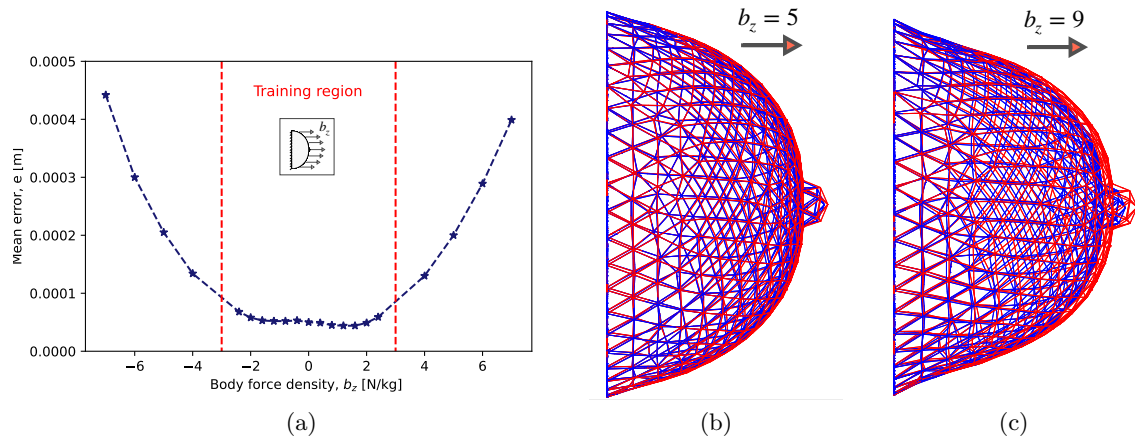 0.0005
0.0004
0.0003
0.0002
0.0001
0.0000
Mean error, e [m]
Training region
b_z
−6 −4 −2 0 2 4 6
Body force density, b_z [N/kg]
(a)
b_z = 5
(b)
b_z = 9
(c)